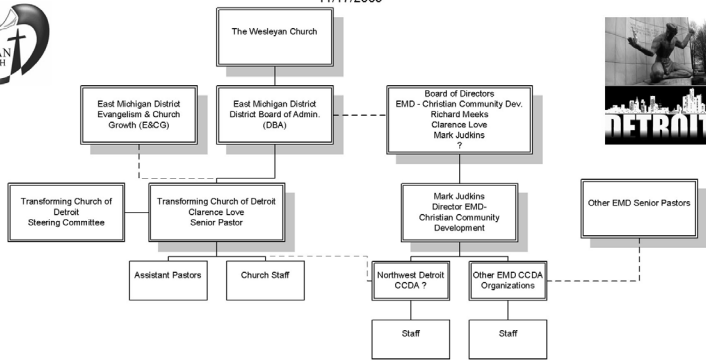 The Wesleyan Church
East Michigan District
Evangelism & Church
Growth (E&CG)
East Michigan District
District Board of Admin.
(DBA)
Board of Directors
EMD - Christian Community Dev.
Richard Meeks
Clarence Love
Mark Judkins
?
Transforming Church of
Detroit
Steering Committee
Transforming Church of Detroit
Clarence Love
Senior Pastor
Mark Judkins
Director EMD-
Christian Community
Development
Other EMD Senior Pastors
Assistant Pastors
Church Staff
Northwest Detroit
CCDA ?
Other EMD CCDA
Organizations
Staff
Staff
DETROIT